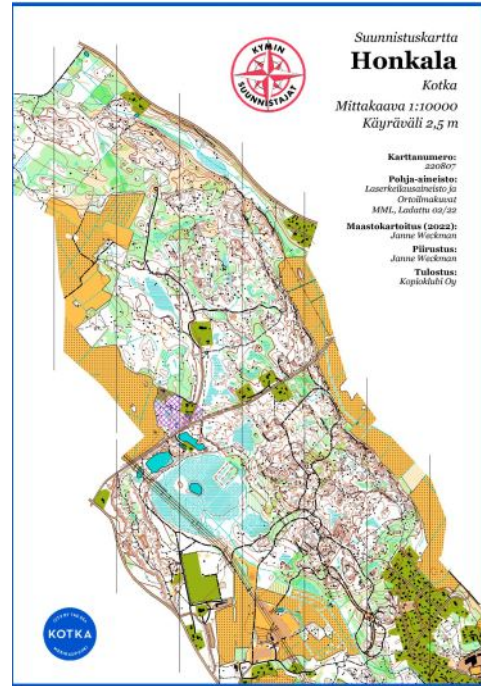 KYMIN
SUUNNISTAJAT
Suunnistuskartta
Honkala
Kotka
Mittakaava 1:10000
Käyräväli 2,5 m
Karttanumero:
220807
Pohja-aineisto:
Laserkeilausaineisto ja
Ortoilmakuvat
MML, Ladattu 02/22
Maastokartoitus (2022):
Janne Weckman
Piirustus:
Janne Weckman
Tulostus:
Kopioklubi Oy
KOTKA